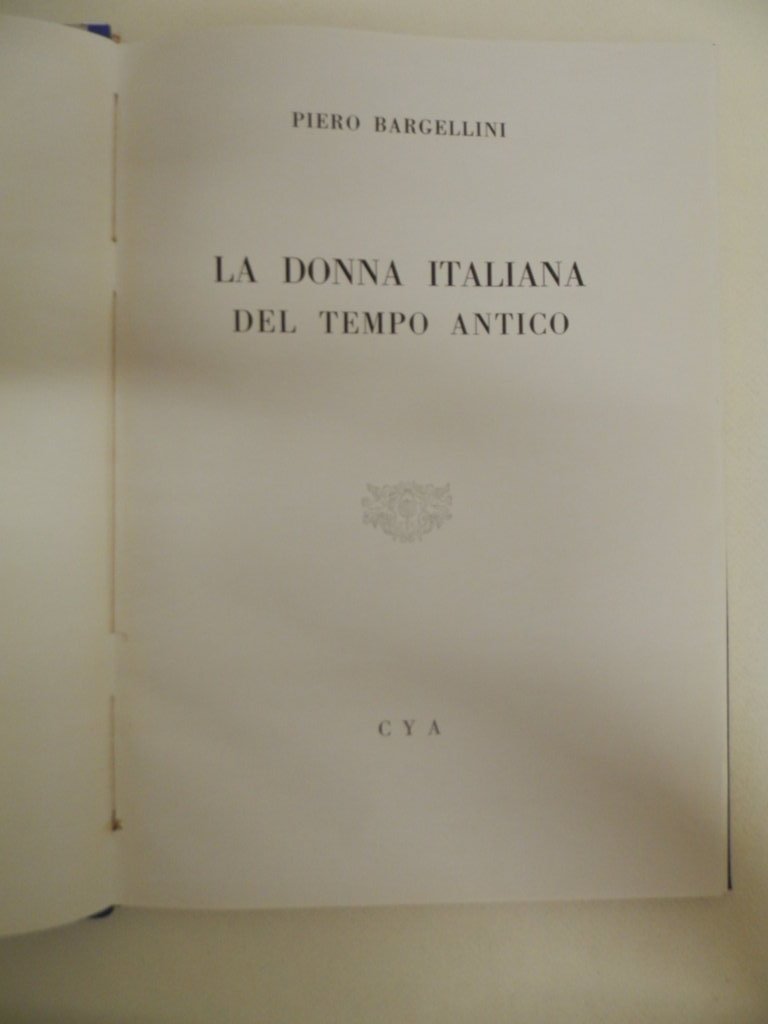 PIERO BARGELLINI
LA DONNA ITALIANA
DEL TEMPO ANTICO
CYA